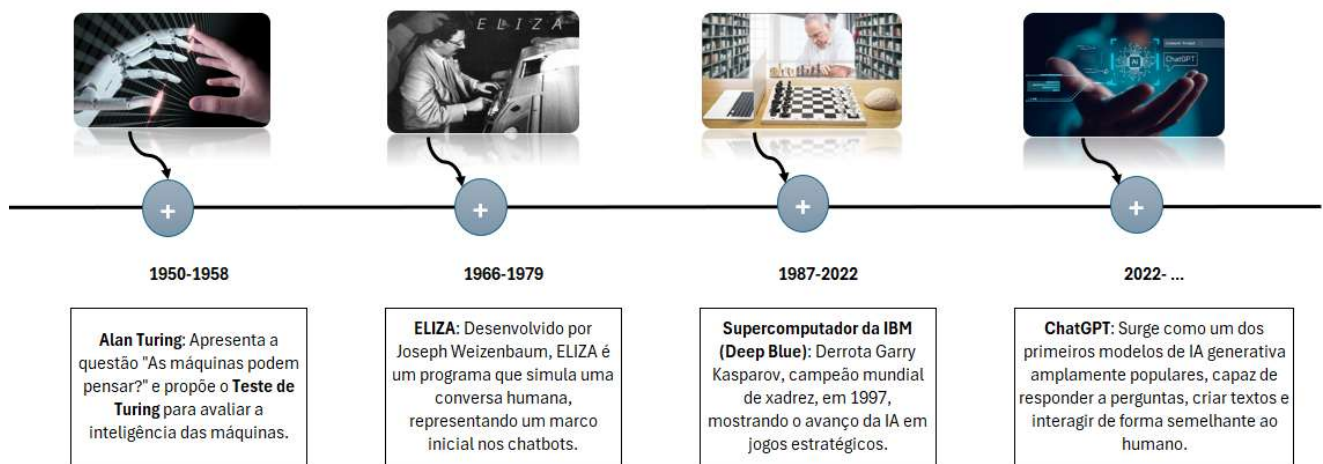 ELIZA
ChatGPT
AI
+
+
+
+
1950-1958
1966-1979
1987-2022
2022- ...
Alan Turing: Apresenta a
questão "As máquinas podem
pensar?" e propõe o Teste de
Turing para avaliar a
inteligência das máquinas.
ELIZA: Desenvolvido por
Joseph Weizenbaum, ELIZA é
um programa que simula uma
conversa humana,
representando um marco
inicial nos chatbots.
Supercomputador da IBM
(Deep Blue): Derrota Garry
Kasparov, campeão mundial
de xadrez, em 1997,
mostrando o avanço da IA em
jogos estratégicos.
ChatGPT: Surge como um dos
primeiros modelos de IA generativa
amplamente populares, capaz de
responder a perguntas, criar textos e
interagir de forma semelhante ao
humano.